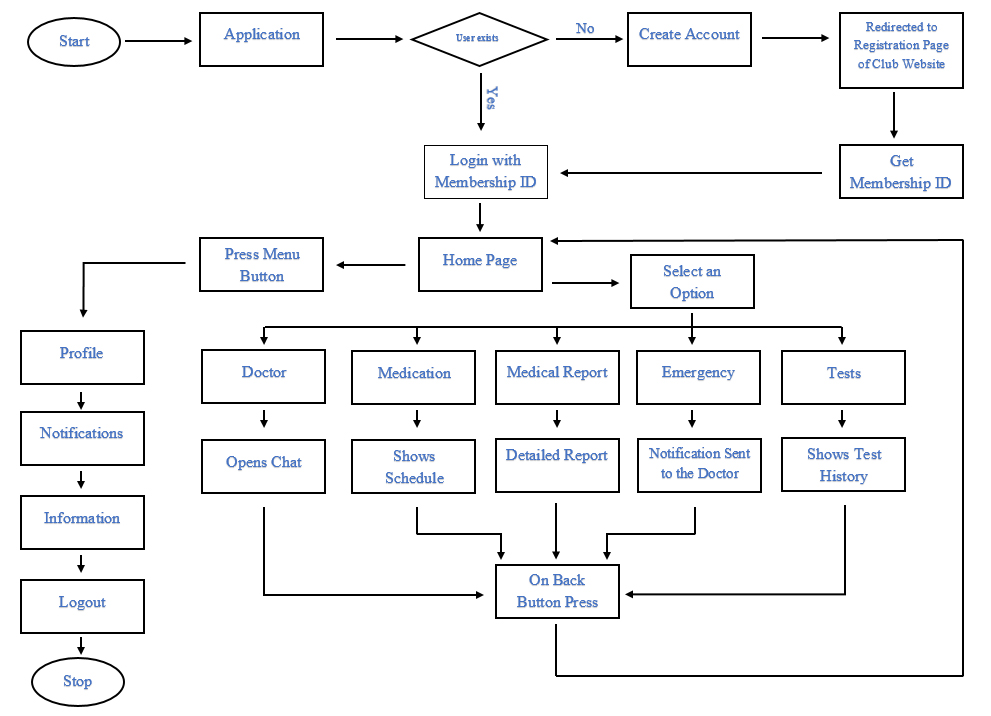 Start
Application
User exists
No
Create Account
Redirected to
Registration Page
of Club Website
Yes
Login with
Membership ID
Get
Membership ID
Press Menu
Button
Home Page
Select an
Option
Profile
Doctor
Medication
Medical Report
Emergency
Tests
Notifications
Opens Chat
Shows
Schedule
Detailed Report
Notification Sent
to the Doctor
Shows Test
History
Information
On Back
Button Press
Logout
Stop